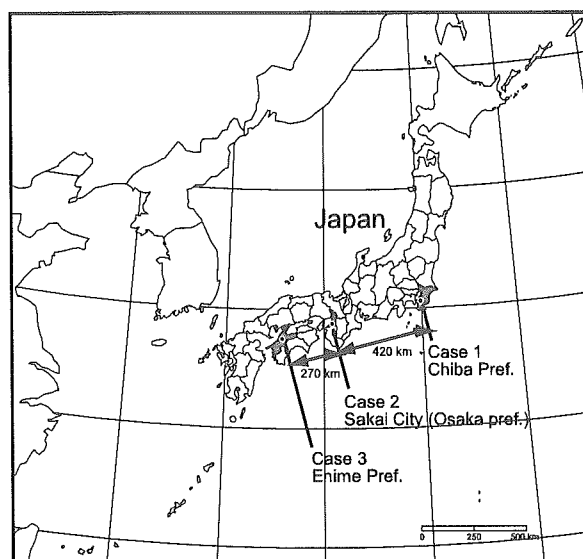 Japan
420 km
270 km
Case 1
Chiba Pref.
Case 2
Sakai City (Osaka pref.)
Case 3
Ehime Pref.
0 250 500 km